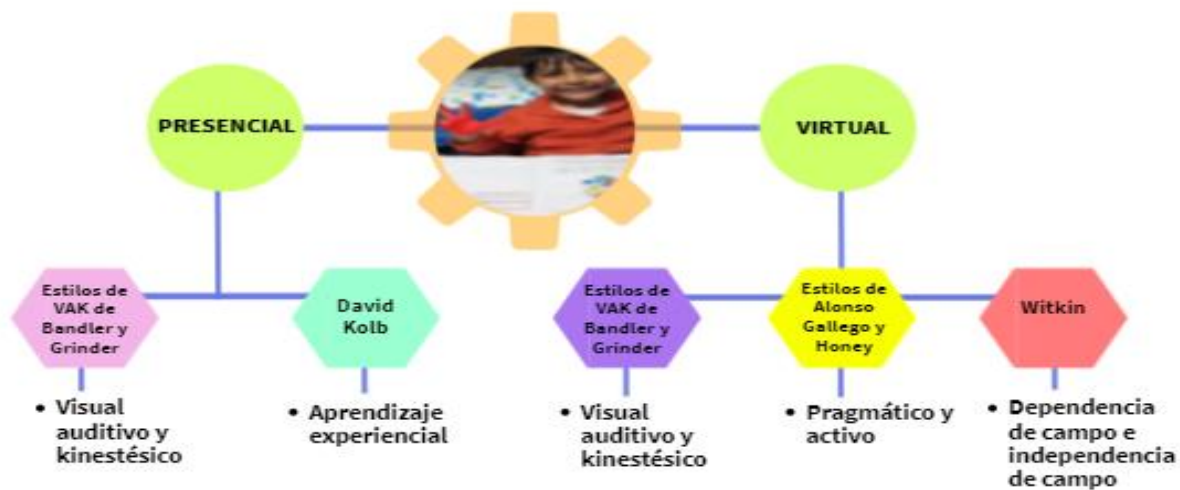 PRESENCIAL
VIRTUAL
Estilos de
VAK de
Bandler y
Grinder
David
Kolb
Estilos de
VAK de
Bandler y
Grinder
Estilos de
Alonso
Gallego y
Honey
Witkin
• Visual
auditivo y
kinestésico
• Aprendizaje
experiencial
• Visual
auditivo y
kinestésico
• Pragmático y
activo
• Dependencia
de campo e
independencia
de campo